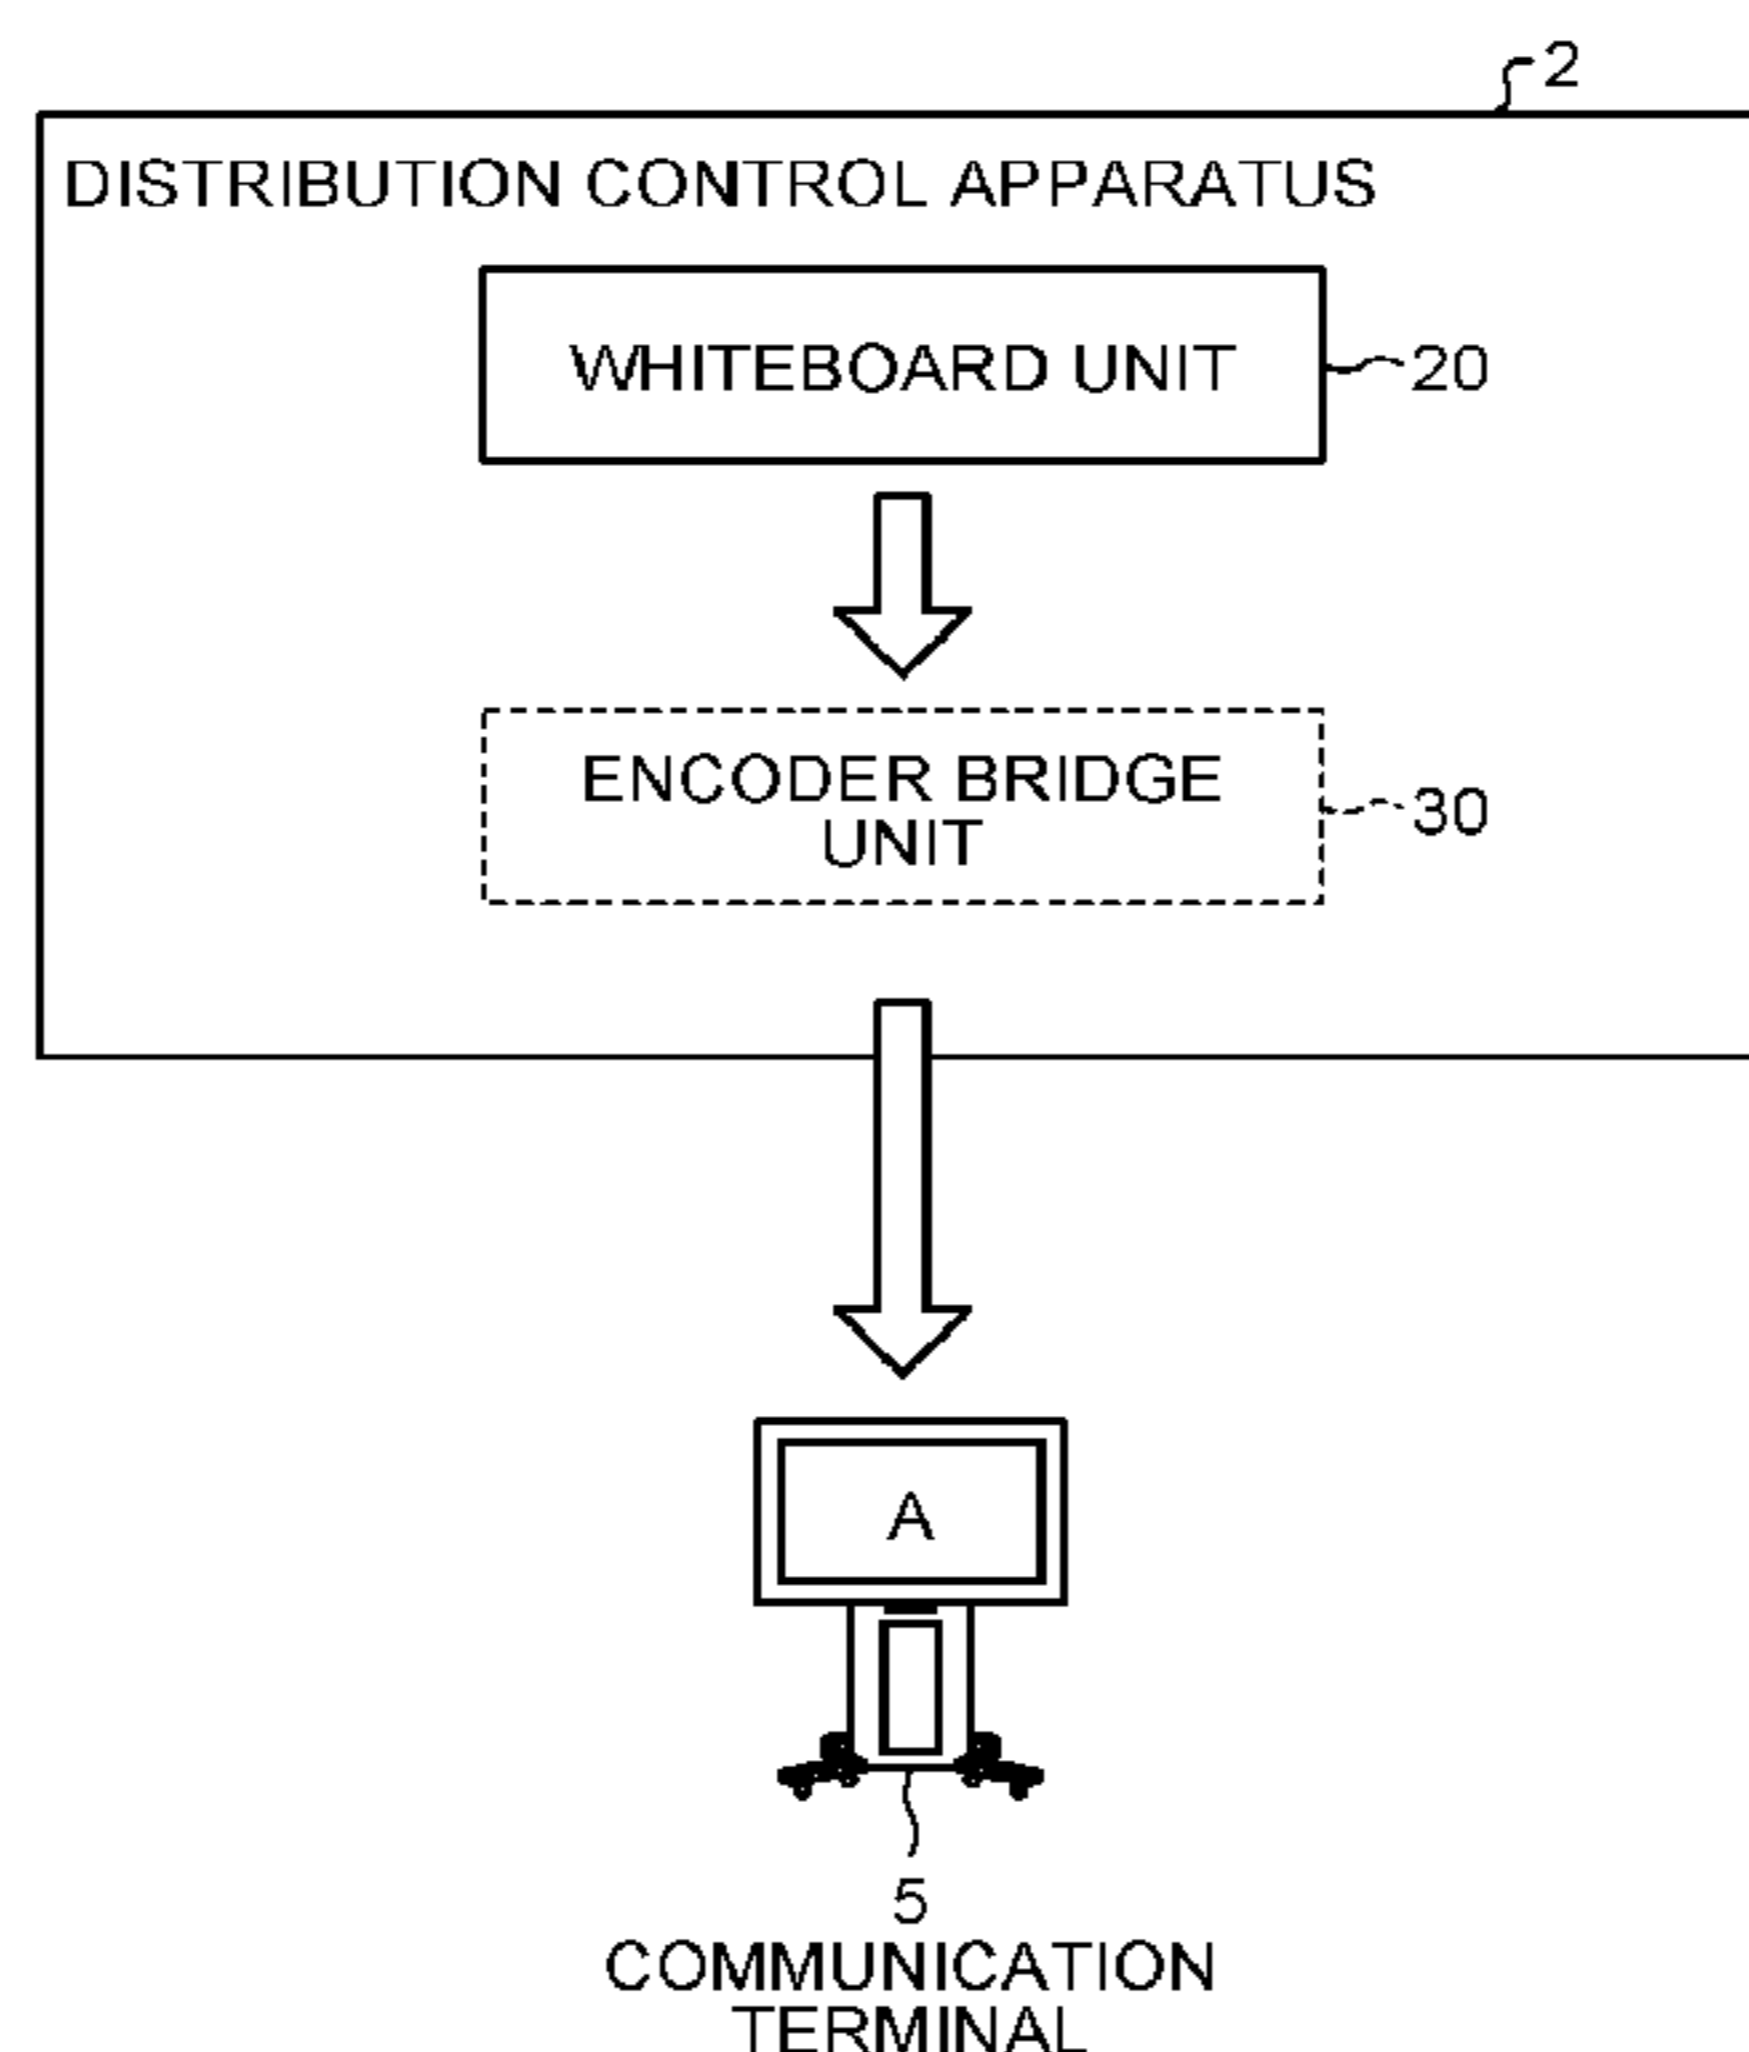 2
DISTRIBUTION CONTROL APPARATUS
WHITEBOARD UNIT
20
ENCODER BRIDGE
UNIT
30
A
5
COMMUNICATION
TERMINAL